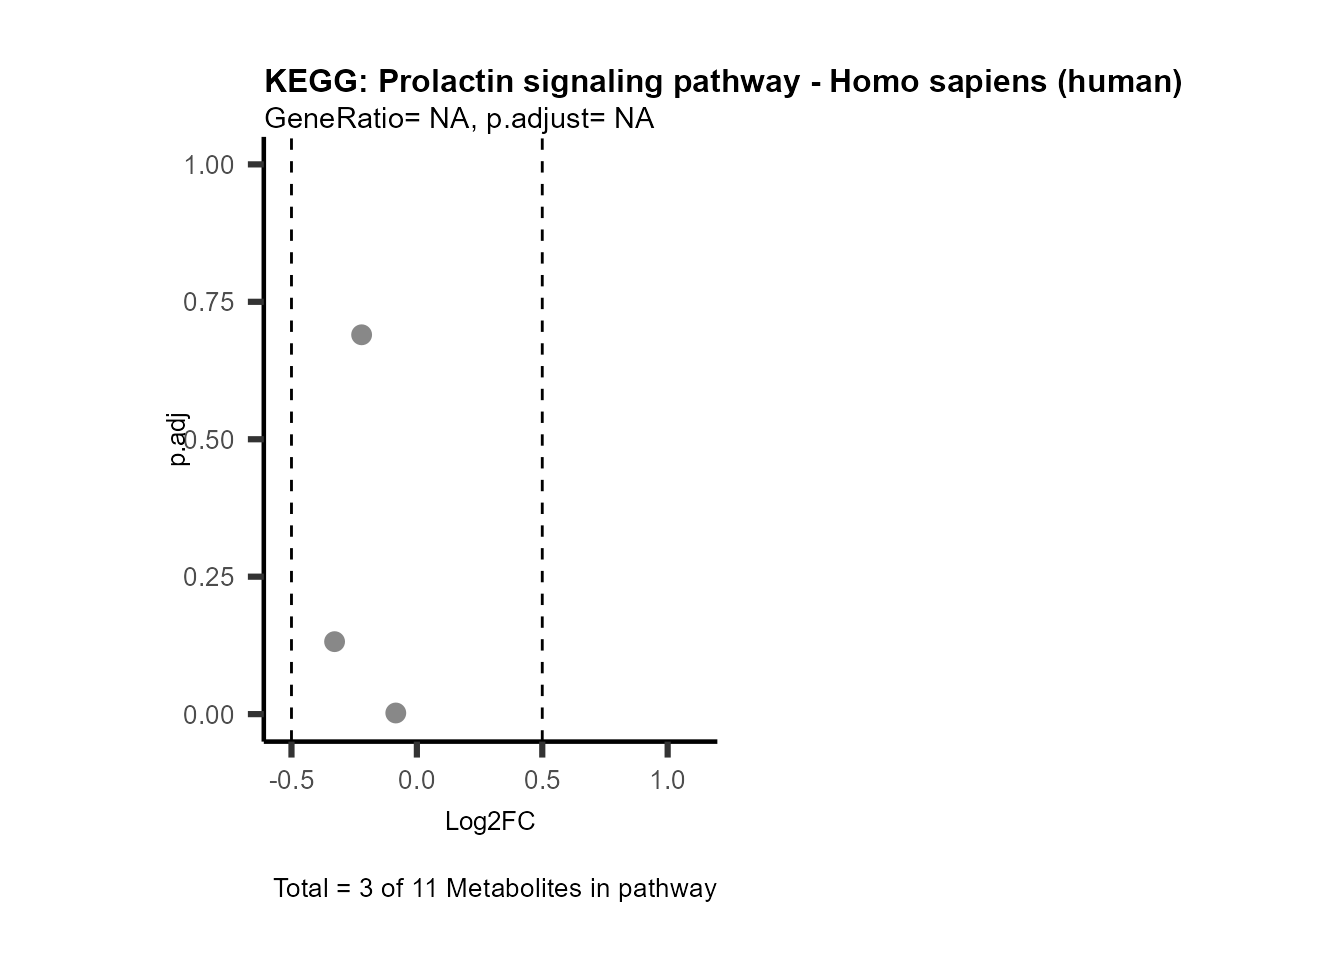 KEGG: Prolactin signaling pathway - Homo sapiens (human)
GeneRatio= NA, p.adjust= NA
1.00
0.75
p.adj
0.50
0.25
0.00
-0.5 0.0 0.5 1.0
Log2FC
Total = 3 of 11 Metabolites in pathway